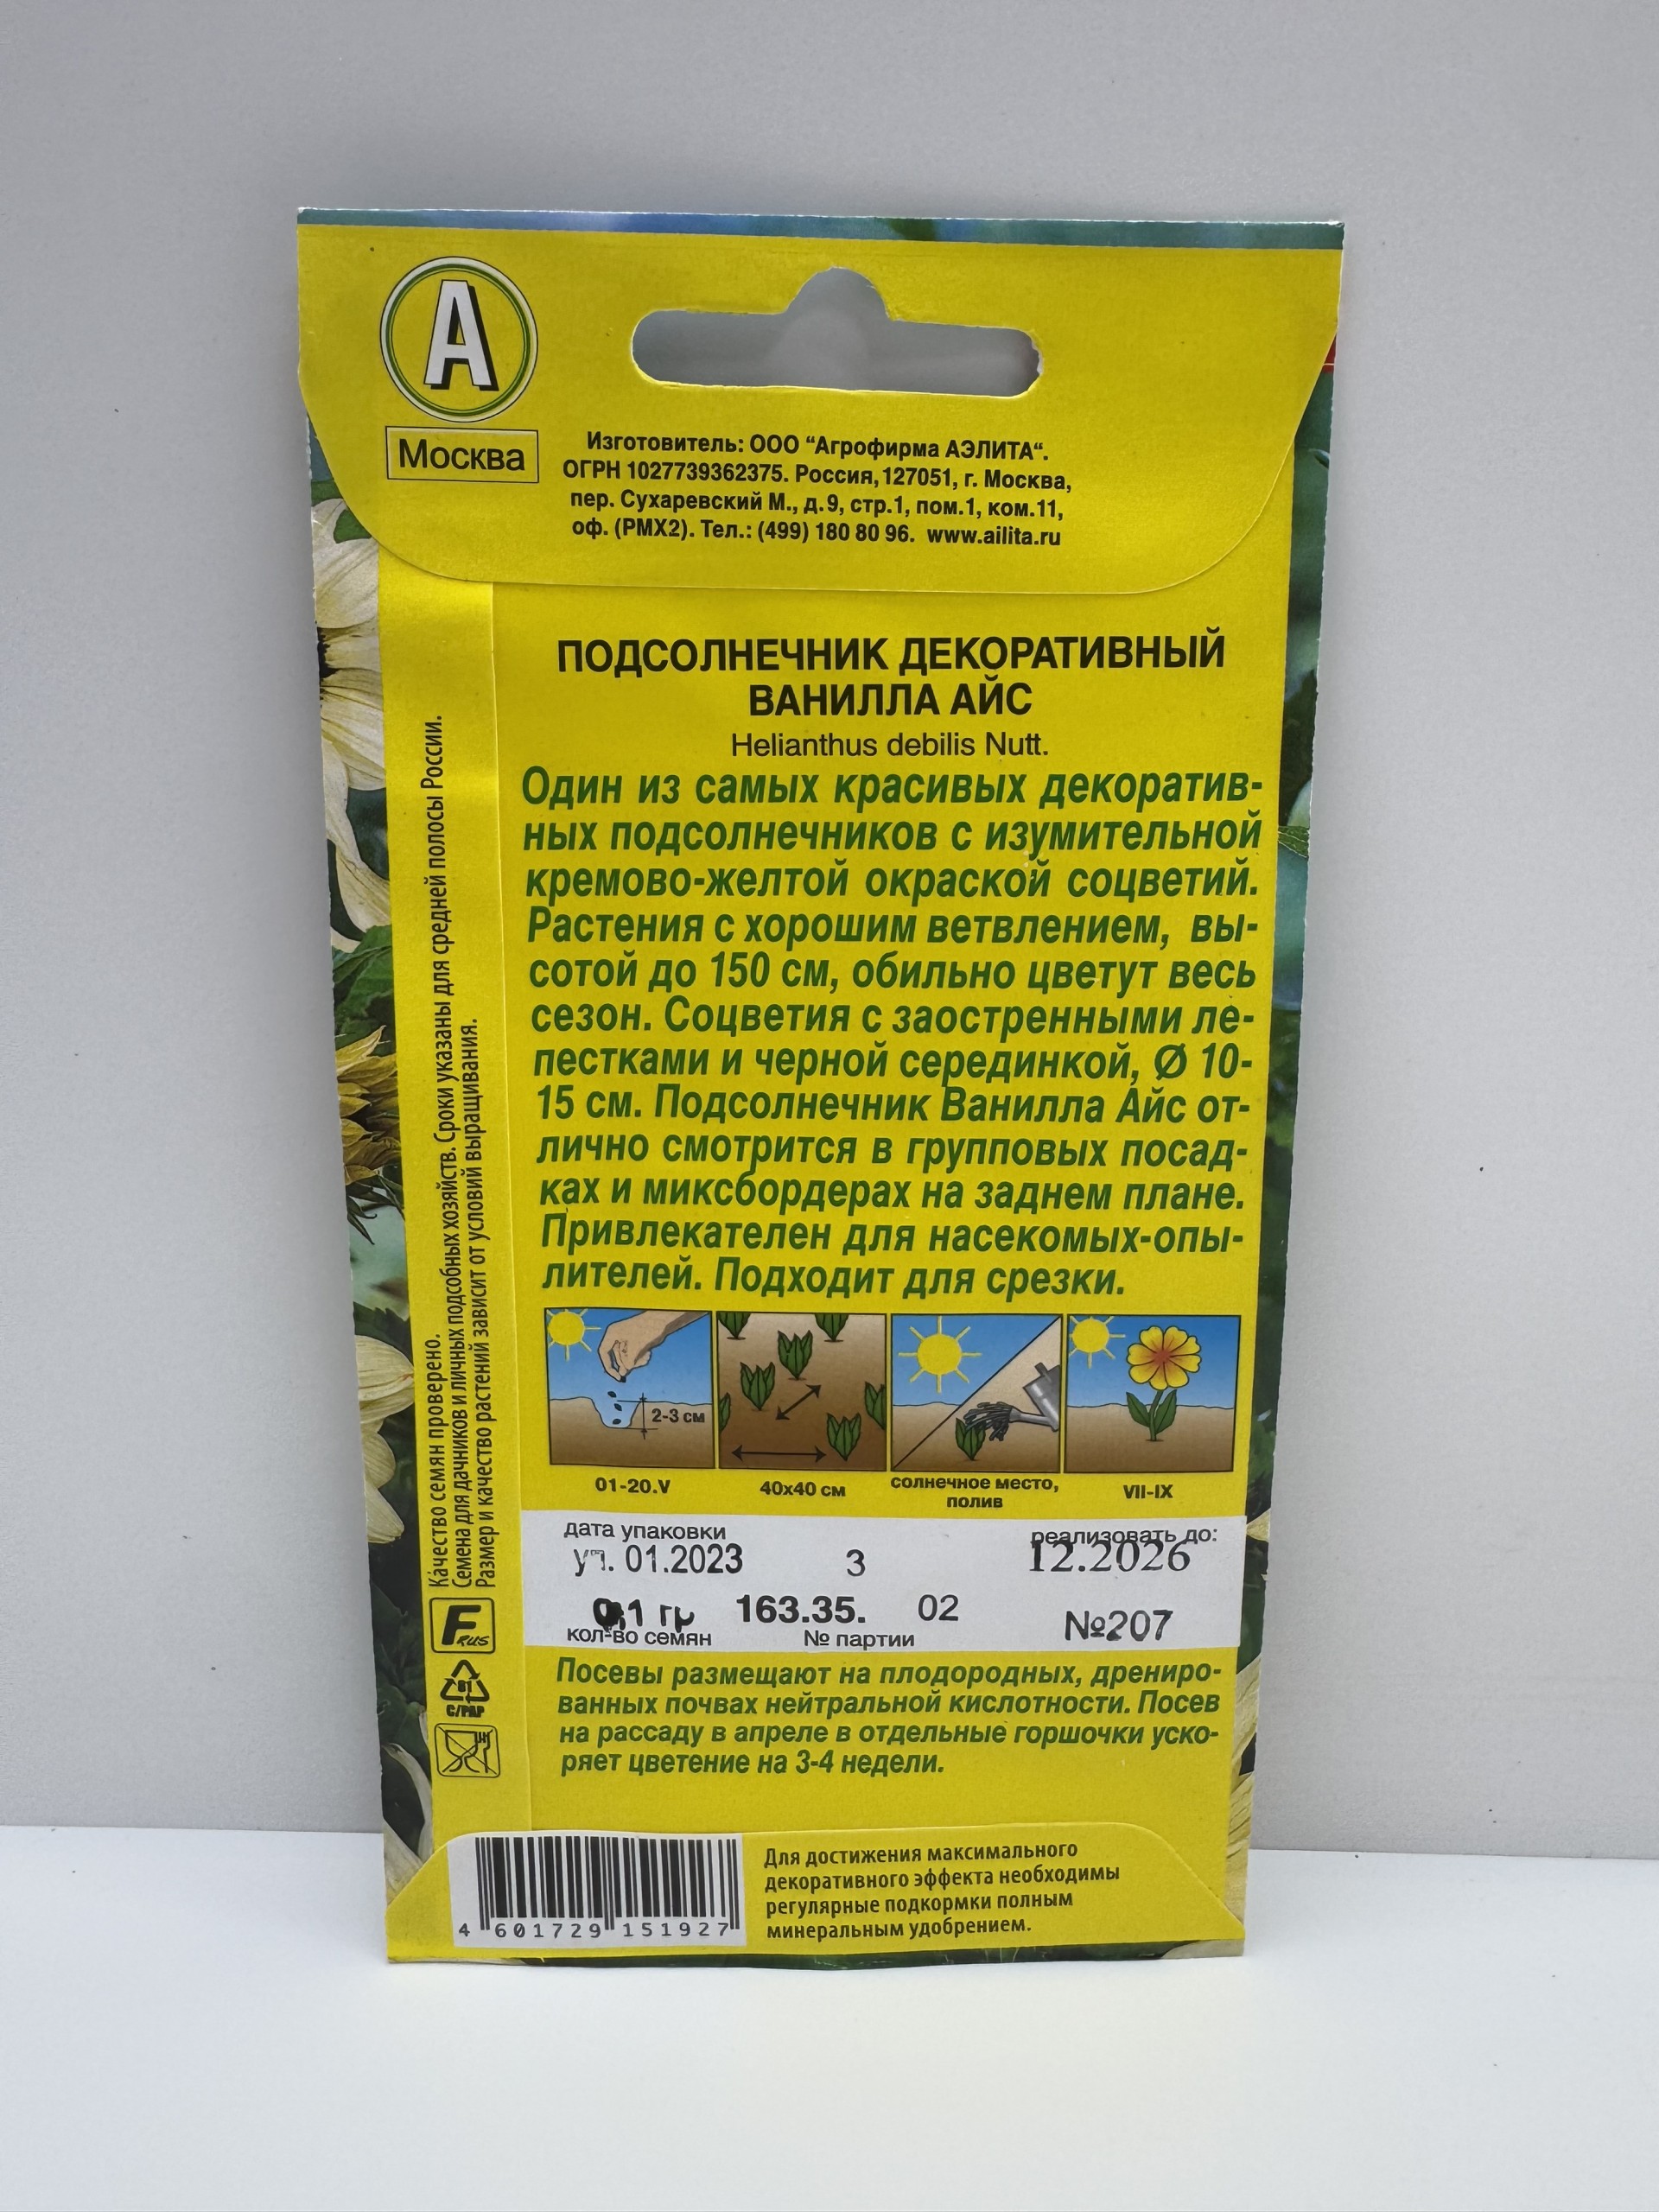 А
Москва
Изготовитель: ООО “Агрофирма АЭЛИТА“.
ОГРН 1027739362375. Россия,127051, г. Москва,
пер. Сухаревский М., д.9, стр.1, пом.1, ком.11,
оф. (РМХ2). Тел.: (499) 180 80 96. www.ailita.ru
ПОДСОЛНЕЧНИК ДЕКОРАТИВНЫЙ
ВАНИЛЛА АЙС
Helianthus debilis Nutt.
Один из самых красивых декоратив-
ных подсолнечников с изумительной
кремово-желтой окраской соцветий.
Растения с хорошим ветвлением, вы-
сотой до 150 см, обильно цветут весь
сезон. Соцветия с заостренными ле-
пестками и черной серединкой, Ø 10-
15 см. Подсолнечник Ванилла Айс от-
лично смотрится в групповых посад-
ках и миксбордерах на заднем плане.
Привлекателен для насекомых-опы-
лителей. Подходит для срезки.
2-3 см
01-20.V
40х40 см
солнечное место,
полив
VII-IX
дата упаковки
реализовать до:
уп. 01.2023 3 12.2026
0,1 гр 163.35. 02 №207
кол-во семян № партии
Посевы размещают на плодородных, дрениро-
ванных почвах нейтральной кислотности. Посев
на рассаду в апреле в отдельные горшочки уско-
ряет цветение на 3-4 недели.
Качество семян проверено.
Семена для дачников и личных подсобных хозяйств. Сроки указаны для средней полосы России.
Размер и качество растений зависит от условий выращивания.
F RUS
81
C/PAP
4 601729 151927
Для достижения максимального
декоративного эффекта необходимы
регулярные подкормки полным
минеральным удобрением.